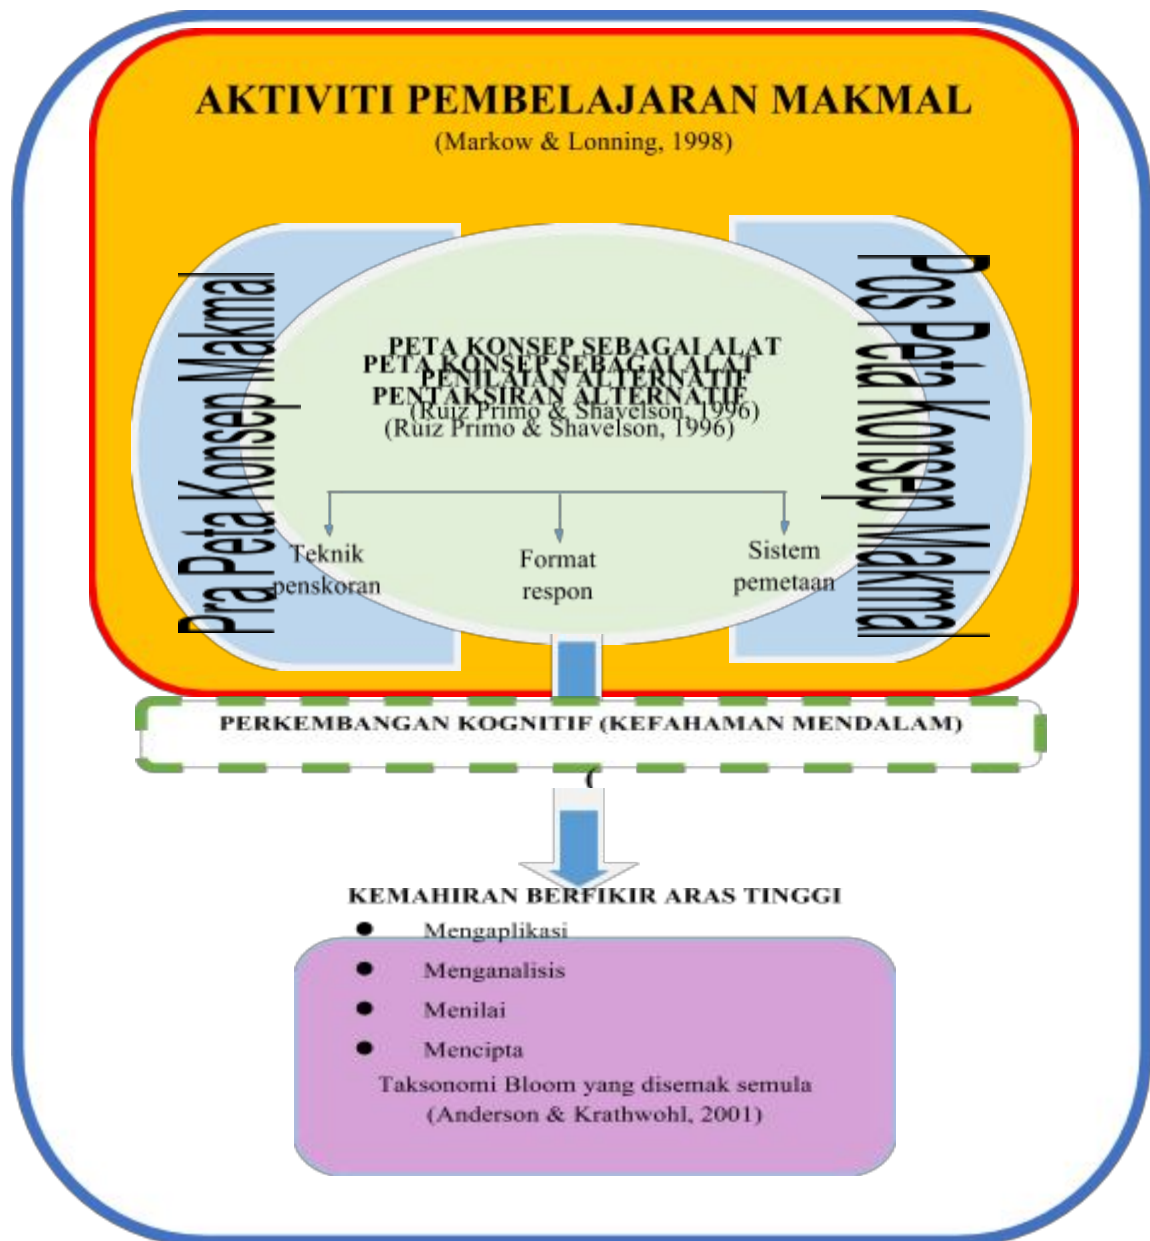 AKTIVITI PEMBELAJARAN MAKMAL
(Markow & Lonning, 1998)
Pra Peta Konsep Makmal
PETA KONSEP SEBAGAI ALAT
PETA KONSEP SEBAGAI ALAT
PENILAIAN ALTERNATIF
PENTAKSIRAN ALTERNATIF
(Ruiz Primo & Shavelson, 1996)
(Ruiz Primo & Shavelson, 1996)
Pos Peta Konsep Makmal
Teknik
penskoran
Format
respon
Sistem
pemetaan
PERKEMBANGAN KOGNITIF (KEFAHAMAN MENDALAM)
(
KEMAHIRAN BERFIKIR ARAS TINGGI
● Mengaplikasi
● Menganalisis
● Menilai
● Mencipta
Taksonomi Bloom yang disemak semula
(Anderson & Krathwohl, 2001)